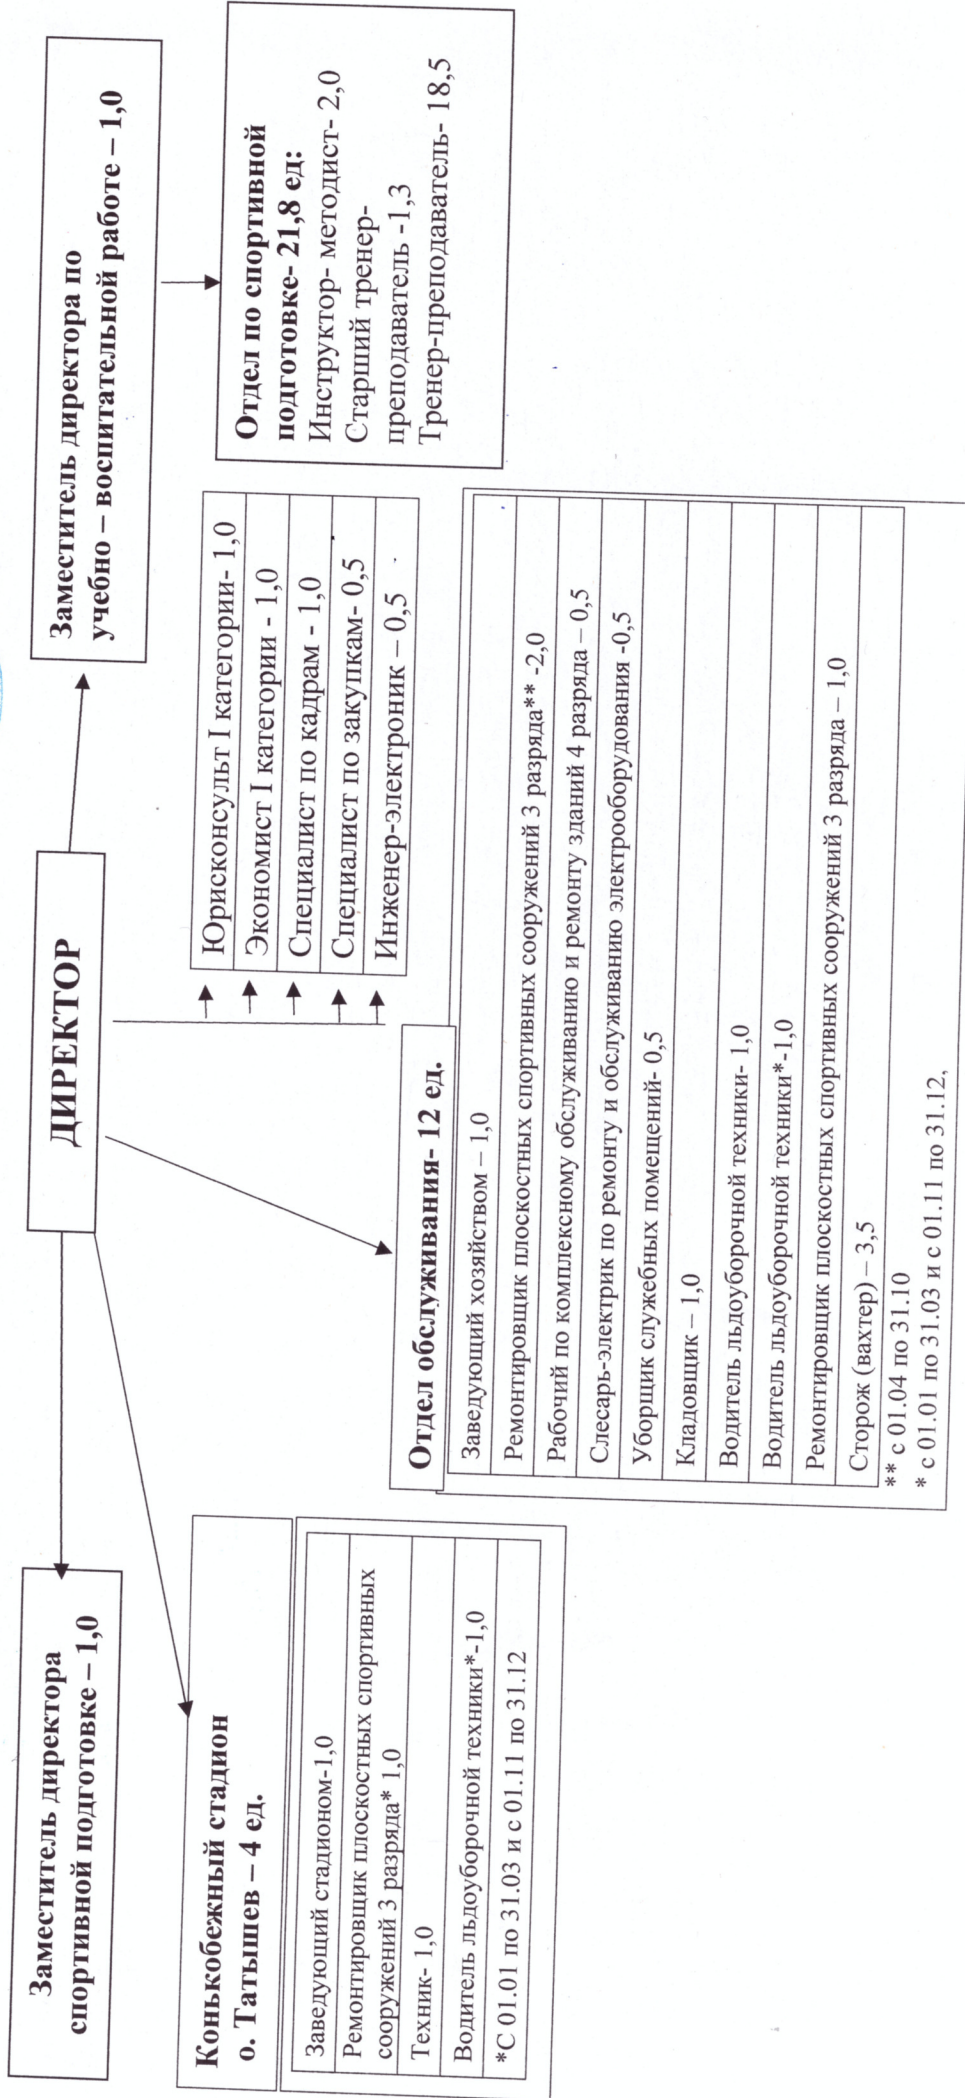 ДИРЕКТОР
Заместитель директора
спортивной подготовке – 1,0
Заместитель директора по
учебно – воспитательной работе – 1,0
Конькобежный стадион
о. Татышев – 4 ед.
Заведующий стадионом-1,0
Ремонтировщик плоскостных спортивных
сооружений 3 разряда* 1,0
Техник- 1,0
Водитель льдоуборочной техники*-1,0
*С 01.01 по 31.03 и с 01.11 по 31.12
Отдел обслуживания- 12 ед.
Заведующий хозяйством – 1,0
Ремонтировщик плоскостных спортивных сооружений 3 разряда** -2,0
Рабочий по комплексному обслуживанию и ремонту зданий 4 разряда – 0,5
Слесарь-электрик по ремонту и обслуживанию электрооборудования -0,5
Уборщик служебных помещений- 0,5
Кладовщик – 1,0
Водитель льдоуборочной техники- 1,0
Водитель льдоуборочной техники*-1,0
Ремонтировщик плоскостных спортивных сооружений 3 разряда – 1,0
Сторож (вахтер) – 3,5
** с 01.04 по 31.10
* с 01.01 по 31.03 и с 01.11 по 31.12,
Юрисконсульт I категории- 1,0
Экономист I категории - 1,0
Специалист по кадрам - 1,0
Специалист по закупкам- 0,5
Инженер-электроник – 0,5
Отдел по спортивной
подготовке- 21,8 ед:
Инструктор- методист- 2,0
Старший тренер-
преподаватель -1,3
Тренер-преподаватель- 18,5